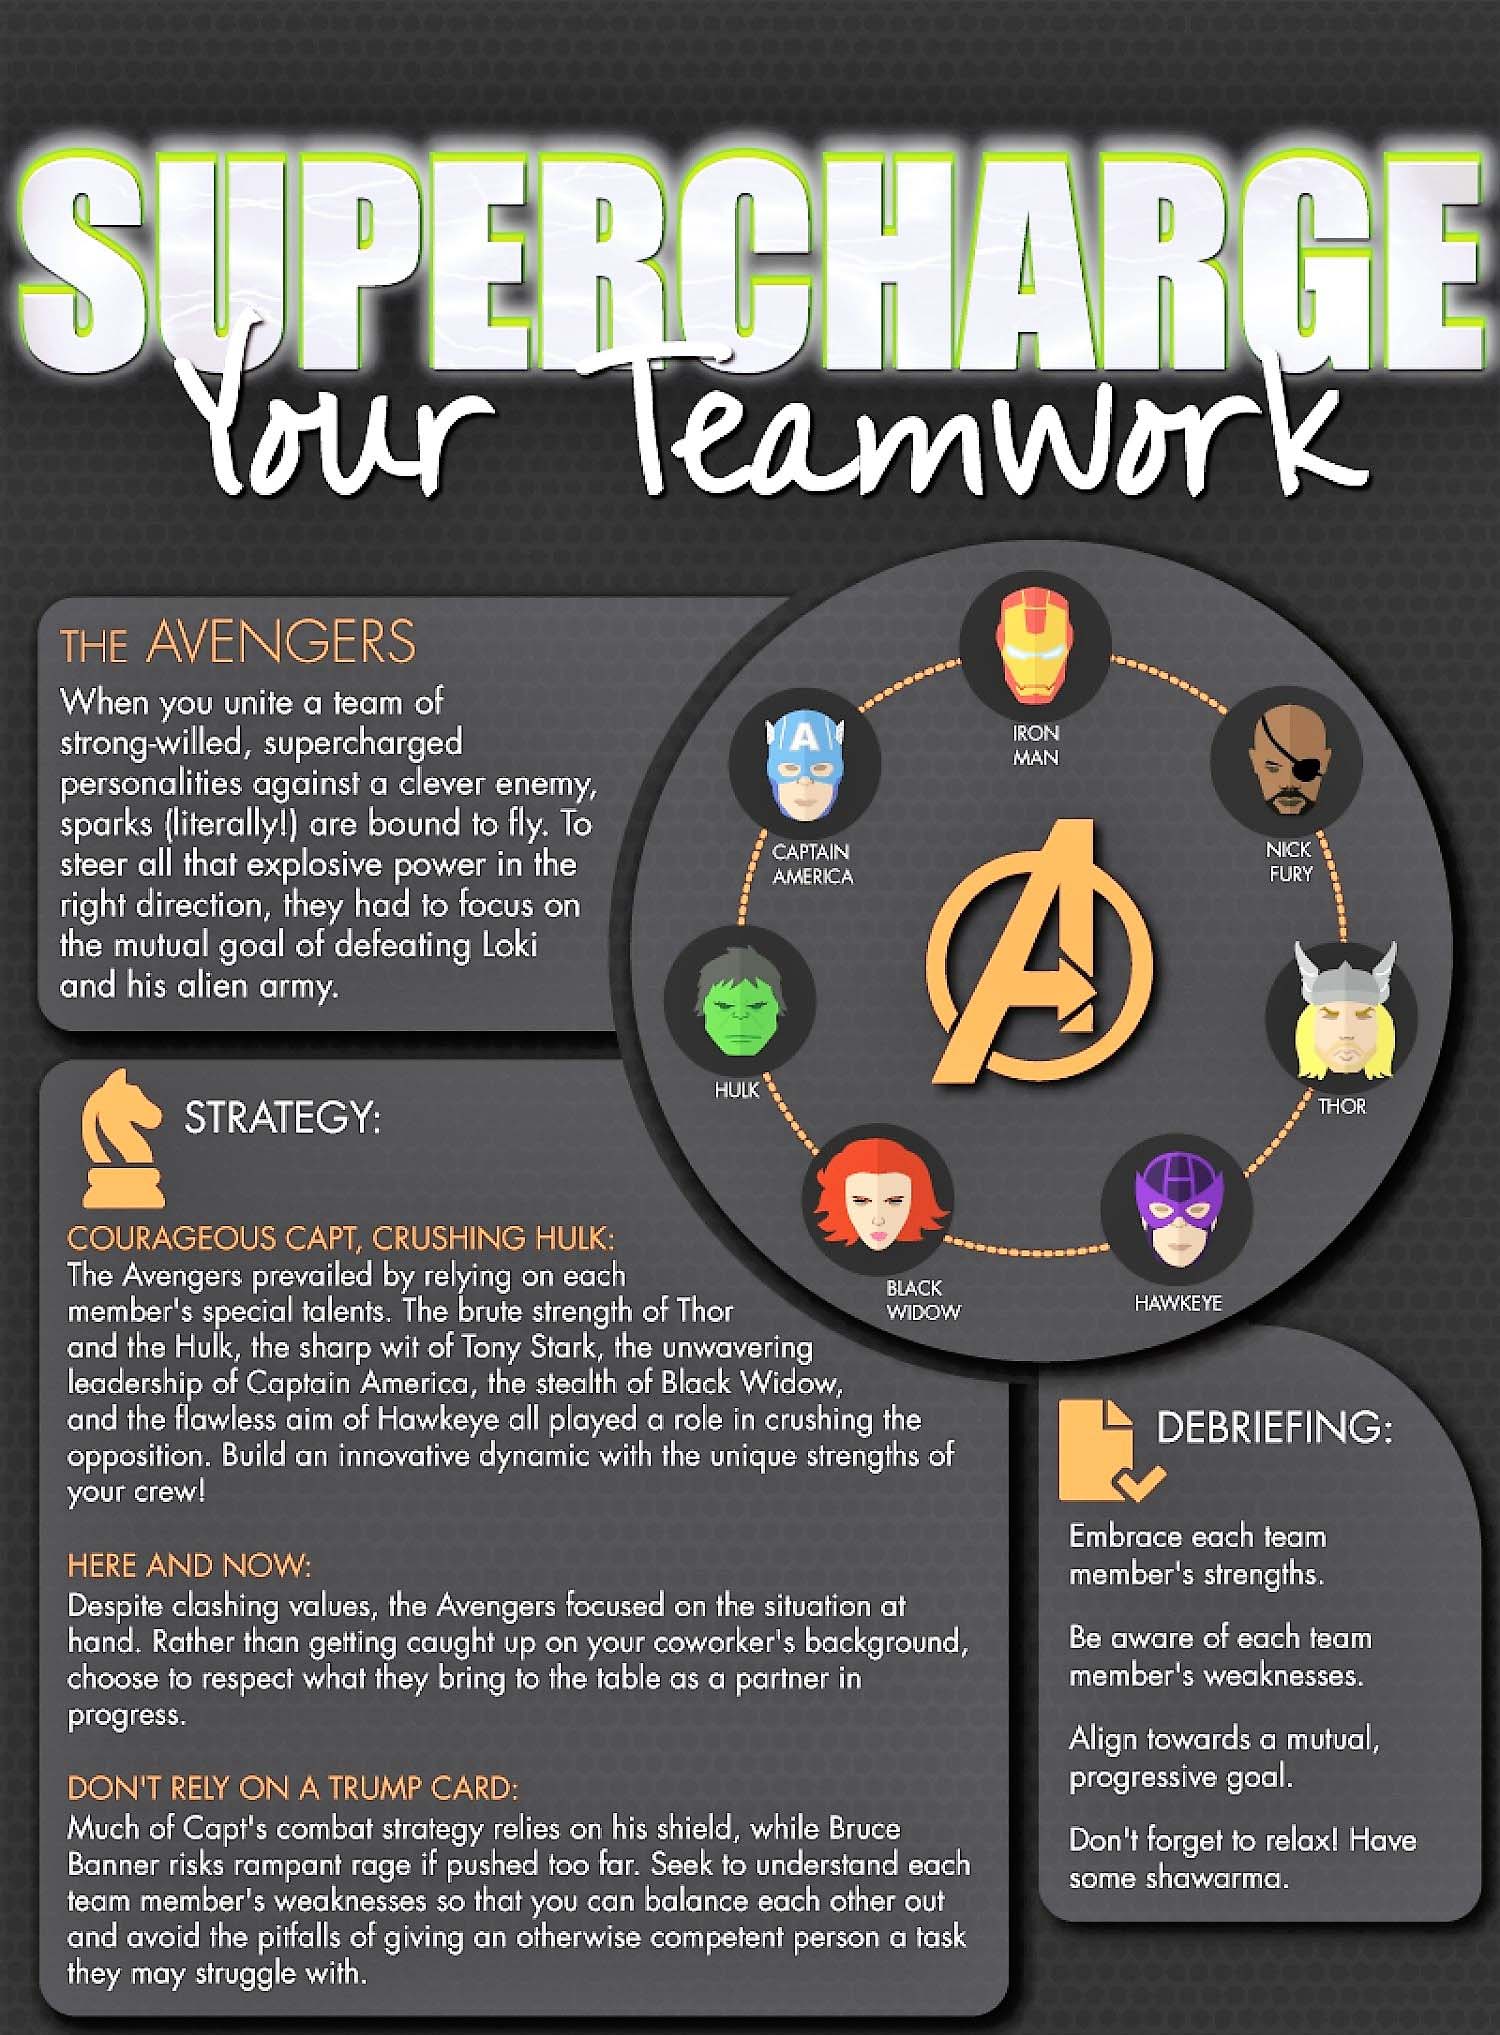 SUPERCHARGE
Your Teamwork
THE AVENGERS
When you unite a team of
strong-willed, supercharged
personalities against a clever enemy,
sparks (literally!) are bound to fly. To
steer all that explosive power in the
right direction, they had to focus on
the mutual goal of defeating Loki
and his alien army.
IRON
MAN
CAPTAIN
AMERICA
NICK
FURY
HULK
THOR
BLACK
WIDOW
HAWKEYE
STRATEGY:
COURAGEOUS CAPT, CRUSHING HULK:
The Avengers prevailed by relying on each
member's special talents. The brute strength of Thor
and the Hulk, the sharp wit of Tony Stark, the unwavering
leadership of Captain America, the stealth of Black Widow,
and the flawless aim of Hawkeye all played a role in crushing the
opposition. Build an innovative dynamic with the unique strengths of
your crew!
HERE AND NOW:
Despite clashing values, the Avengers focused on the situation at
hand. Rather than getting caught up on your coworker's background,
choose to respect what they bring to the table as a partner in
progress.
DON'T RELY ON A TRUMP CARD:
Much of Capt's combat strategy relies on his shield, while Bruce
Banner risks rampant rage if pushed too far. Seek to understand each
team member's weaknesses so that you can balance each other out
and avoid the pitfalls of giving an otherwise competent person a task
they may struggle with.
DEBRIEFING:
Embrace each team
member's strengths.
Be aware of each team
member's weaknesses.
Align towards a mutual,
progressive goal.
Don't forget to relax! Have
some shawarma.